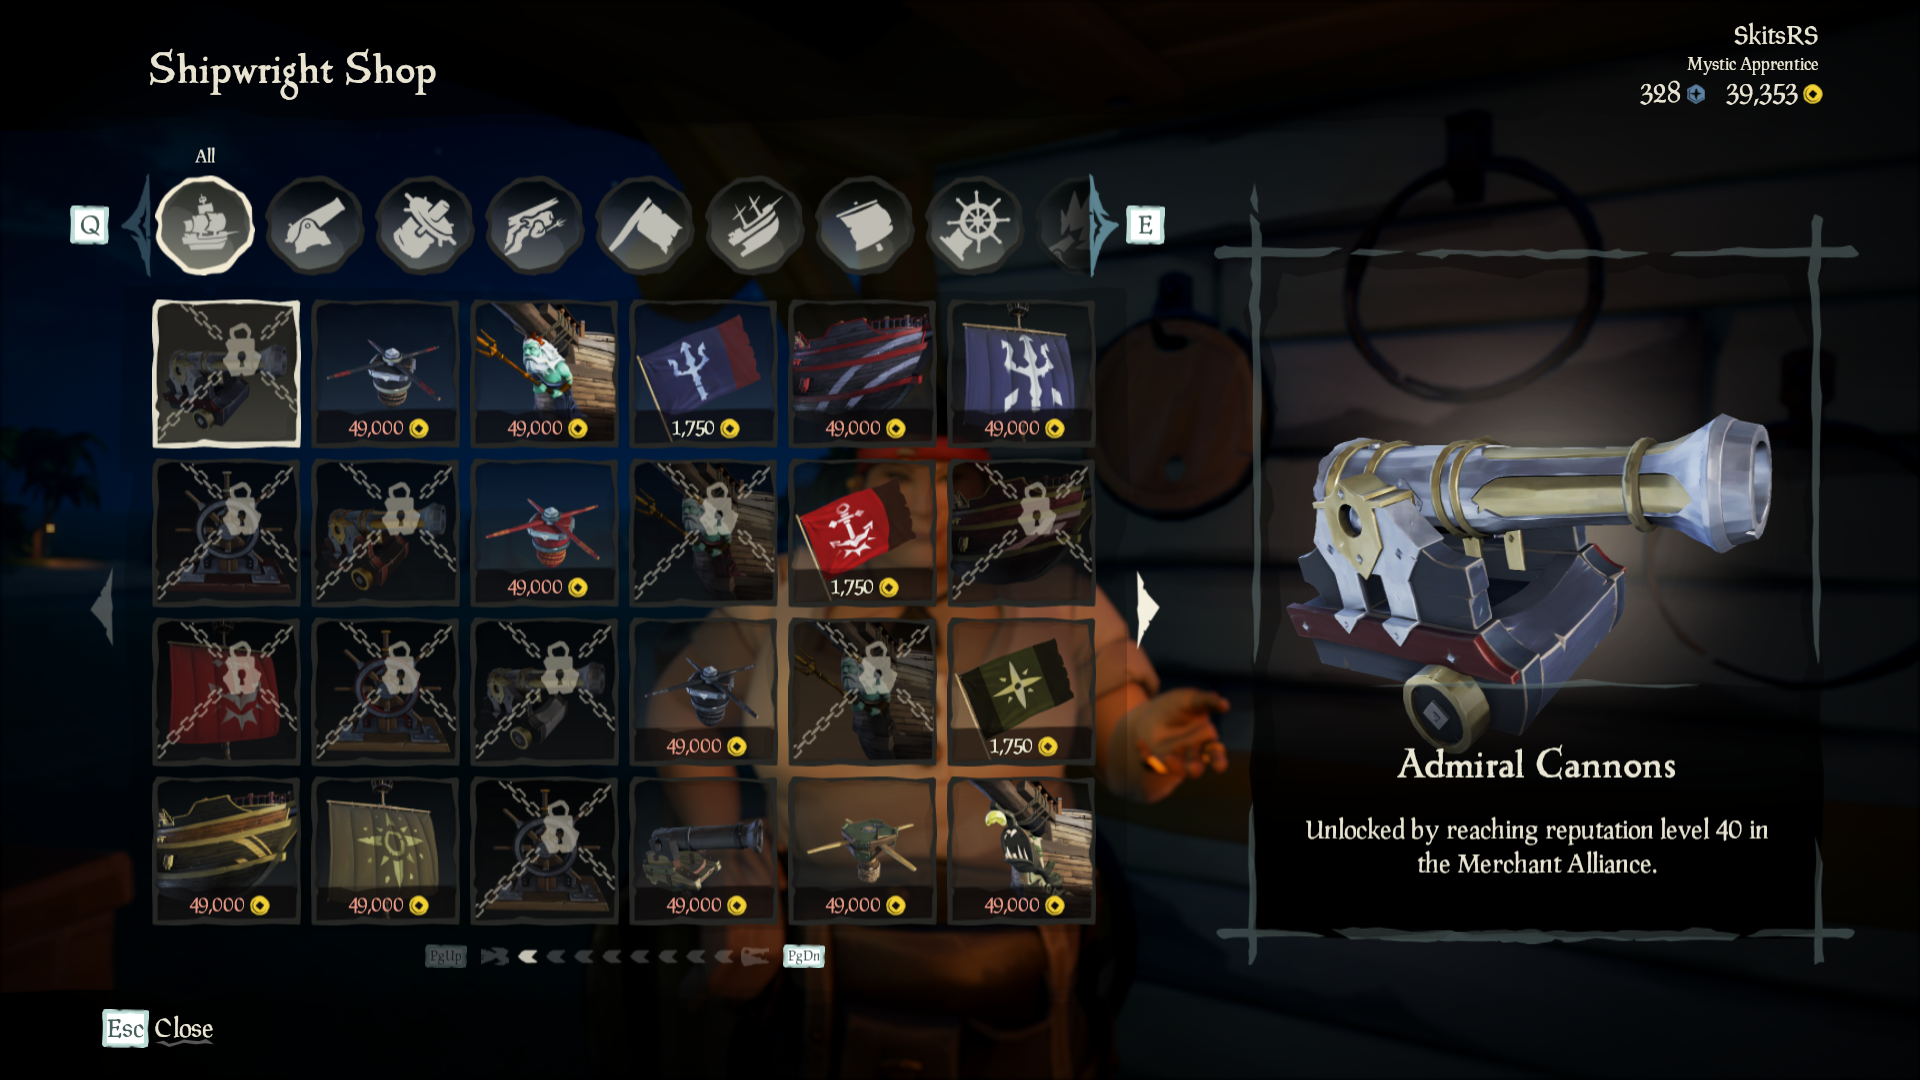 Shipwright Shop
SkitsRS
Mystic Apprentice
328 39,353
All
Q
E
49,000 49,000 1,750 49,000 49,000
49,000 1,750
49,000 1,750
49,000 49,000 49,000 49,000 49,000
Admiral Cannons
Unlocked by reaching reputation level 40 in
the Merchant Alliance.
PgUp PgDn
Esc Close